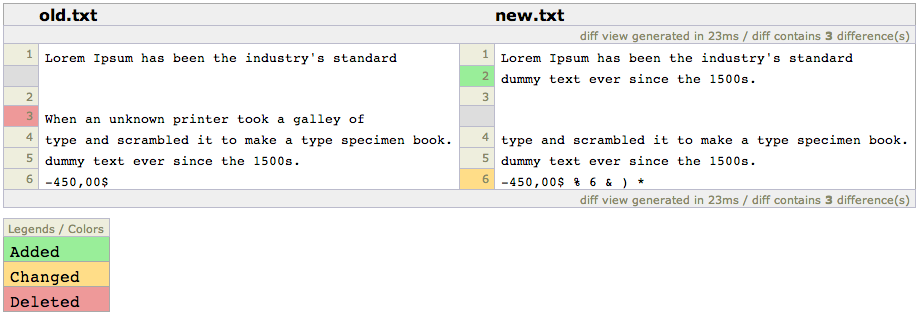 old.txt new.txt
diff view generated in 23ms / diff contains 3 difference(s)
1 Lorem Ipsum has been the industry's standard 1 Lorem Ipsum has been the industry's standard
2 dummy text ever since the 1500s.
2 3
3 When an unknown printer took a galley of
4 type and scrambled it to make a type specimen book. 4 type and scrambled it to make a type specimen book.
5 dummy text ever since the 1500s. 5 dummy text ever since the 1500s.
6 -450,00$ 6 -450,00$ % 6 & ) *
diff view generated in 23ms / diff contains 3 difference(s)
Legends / Colors
Added
Changed
Deleted